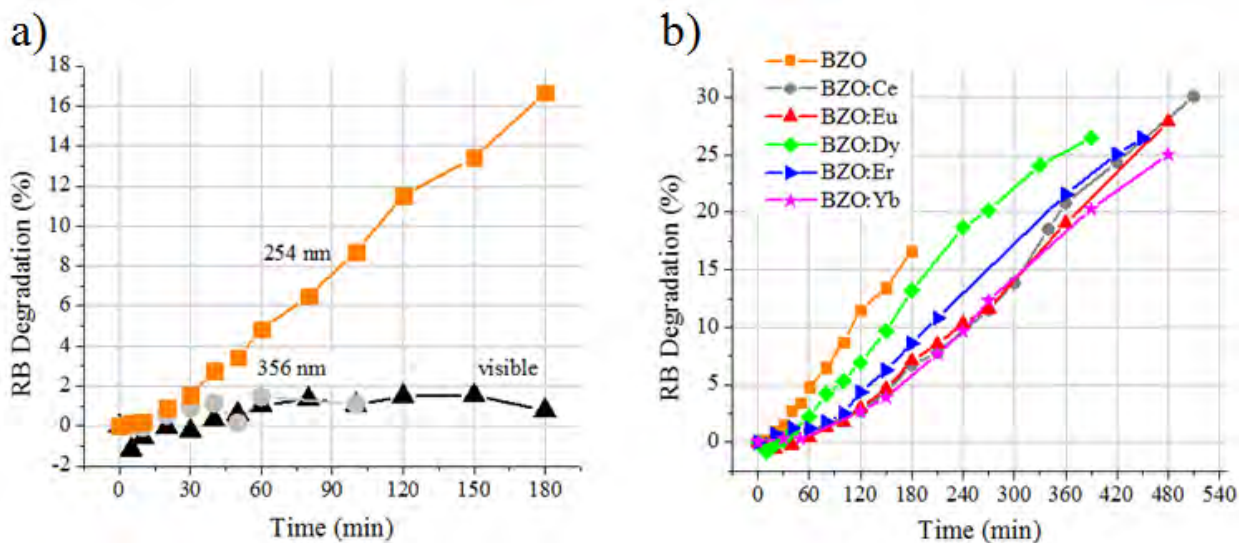 a)
18
16
14
12
10
8
6
4
2
0
-2
RB Degradation (%)
254 nm
356 nm
visible
0 30 60 90 120 150 180
Time (min)
b)
BZO
BZO:Ce
BZO:Eu
BZO:Dy
BZO:Er
BZO:Yb
30
25
20
15
10
5
0
RB Degradation (%)
0 60 120 180 240 300 360 420 480 540
Time (min)